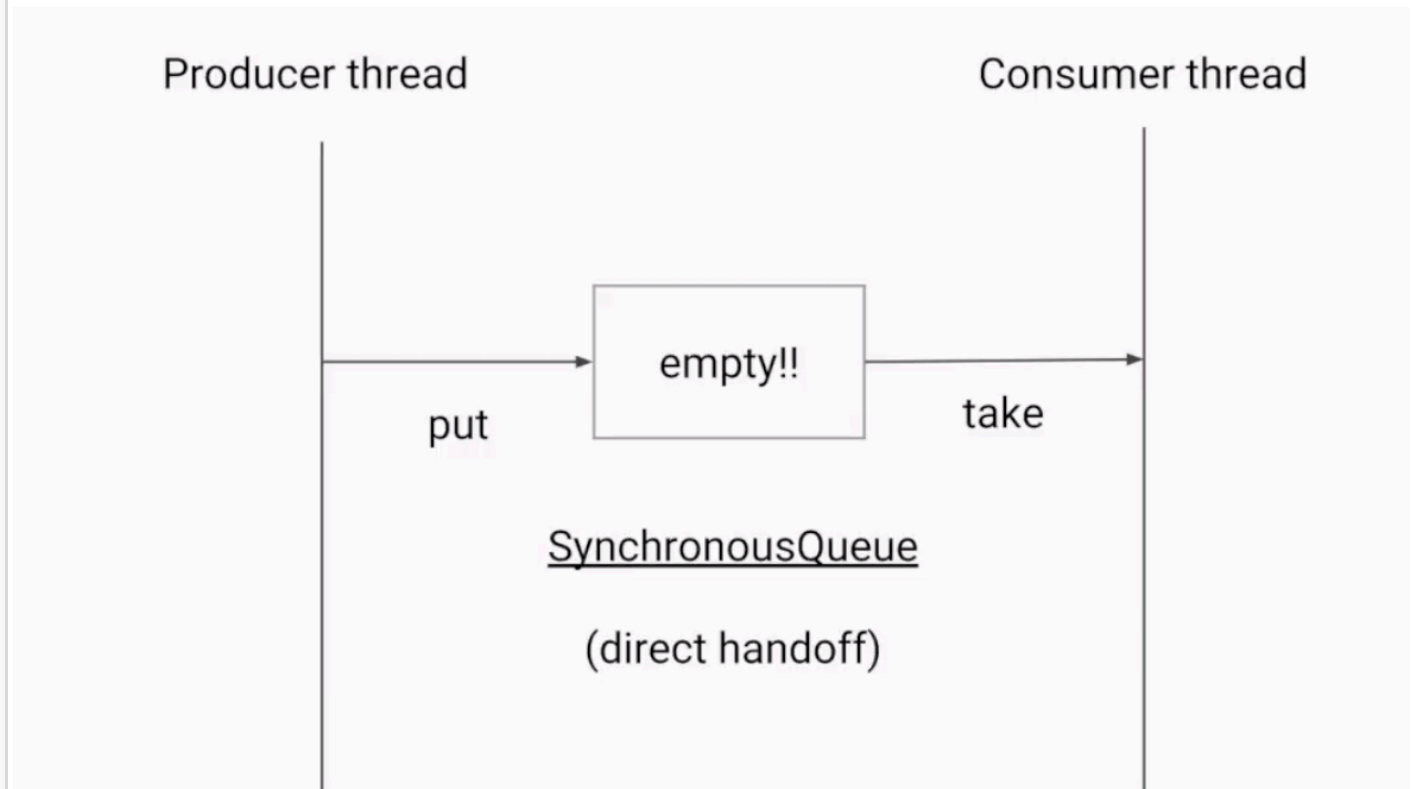 Producer thread
Consumer thread
empty!!
put
take
SynchronousQueue
(direct handoff)